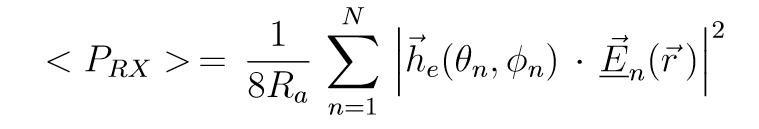 $< P_{RX} > = \frac{1}{8R_a} \sum_{n=1}^{N} \left| \vec{h}_e(\theta_n, \phi_n) \cdot \underline{\vec{E}}_n(\vec{r}\,) \right|^2$